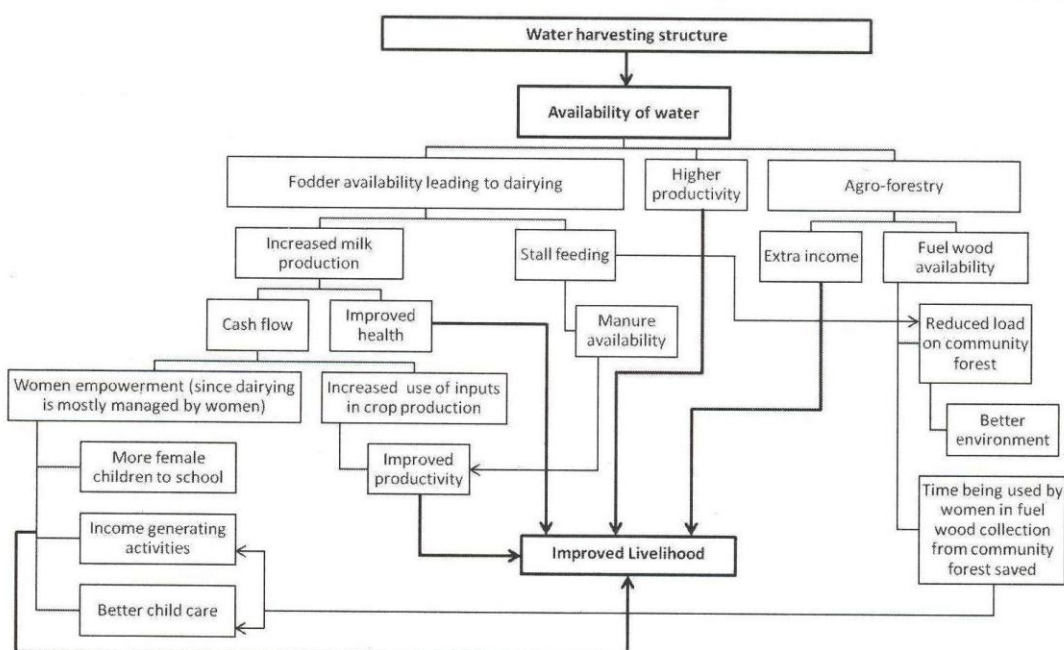 Water harvesting structure
Availability of water
Fodder availability leading to dairying
Higher
productivity
Agro-forestry
Increased milk
production
Stall feeding
Extra income
Fuel wood
availability
Cash flow
Improved
health
Manure
availability
Reduced load
on community
forest
Women empowerment (since dairying
is mostly managed by women)
Increased use of inputs
in crop production
Better
environment
More female
children to school
Improved
productivity
Time being used by
women in fuel
wood collection
from community
forest saved
Income generating
activities
Improved Livelihood
Better child care